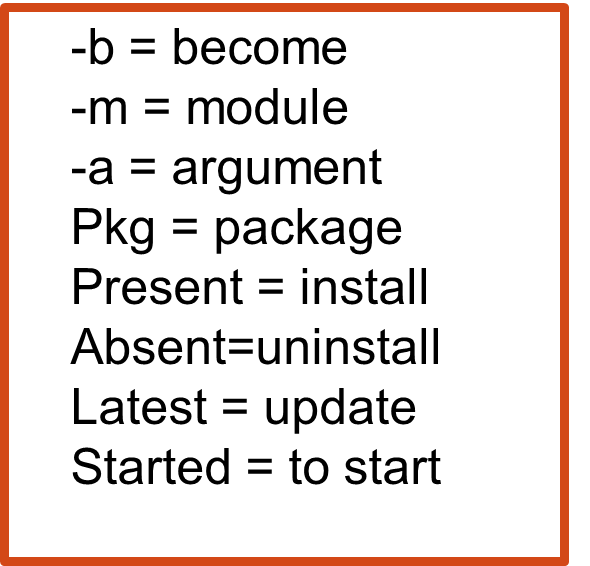 -b = become
-m = module
-a = argument
Pkg = package
Present = install
Absent=uninstall
Latest = update
Started = to start